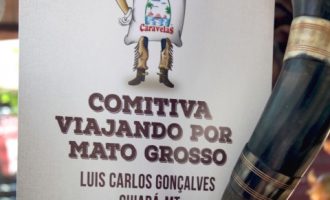 Caravelas
COMITIVA
VIAJANDO POR
MATO GROSSO
LUIS CARLOS GONÇALVES
CUIABÁ-MT